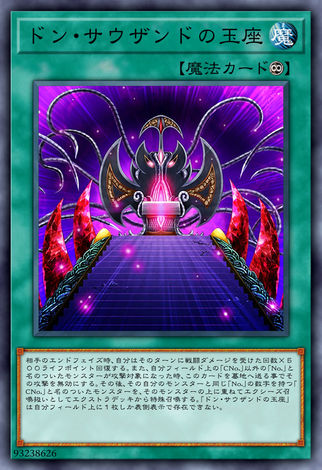 ドン・サウザンドの玉座 魔
【魔法カード♾】
相手のエンドフェイズ時、自分はそのターンに戦闘ダメージを受けた回数×5
00ライフポイント回復する。また、自分フィールド上の「CNo.」以外の「No.」と
名のついたモンスターが攻撃対象になった時、このカードを墓地へ送る事でそ
の攻撃を無効にする。その後、その自分のモンスターと同じ「No.」の数字を持つ「
CNo.」と名のついたモンスターを、そのモンスターの上に重ねてエクシーズ召
喚扱いとしてエクストラデッキから特殊召喚する。「ドン・サウザンドの玉座」
は自分フィールド上に1枚しか表側表示で存在できない。
93238626